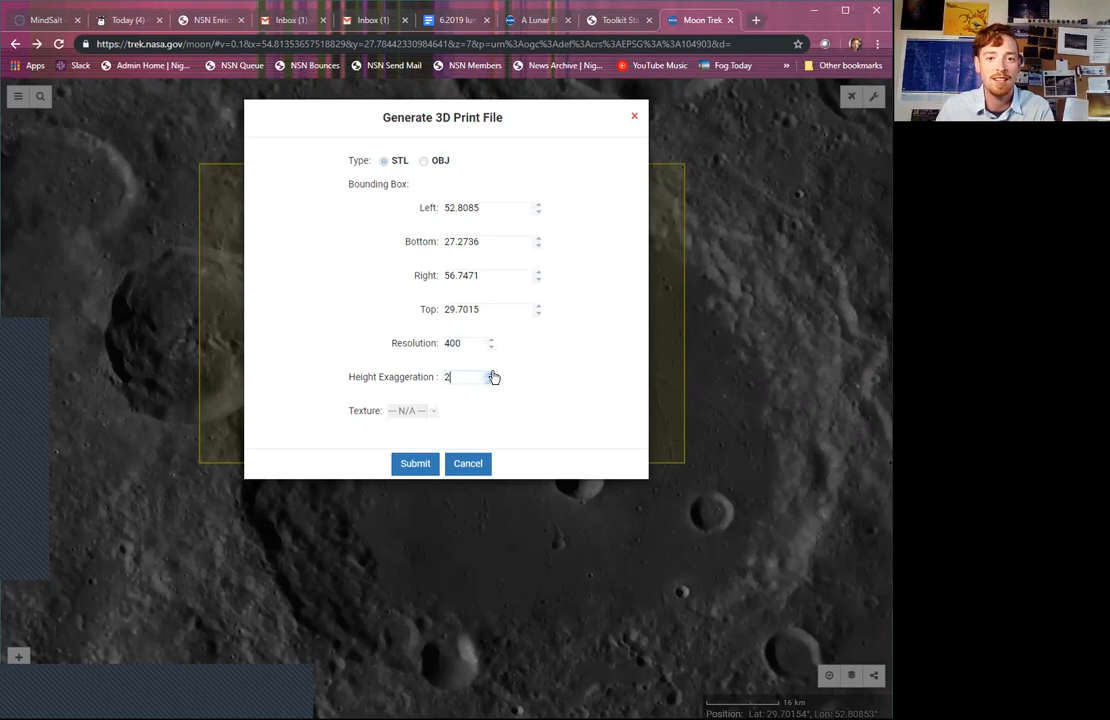 MindSalt
Today (4)
NSN Enric
Inbox (1)
Inbox (1)
6.2019 lu
A Lunar B
Toolkit Sta
Moon Trek
https://trek.nasa.gov/moon/#v=0.1&x=54.813536575188529&y=27.78442330984641&z=7&p=urn%3Aogc%3Adef%3Acrs%3AEPSG%3A%3A104903&d=
Apps
Slack
Admin Home | Nig...
NSN Queue
NSN Bounces
NSN Send Mail
NSN Members
News Archive | Nig...
YouTube Music
Fog Today
»
Other bookmarks
Generate 3D Print File
×
Type: STL OBJ
Bounding Box:
Left: 52.8085
Bottom: 27.2736
Right: 56.7471
Top: 29.7015
Resolution: 400
Height Exaggeration : 2
Texture: --- N/A ---
Submit Cancel
16 km
Position: Lat: 29.70154°, Lon: 52.80853°